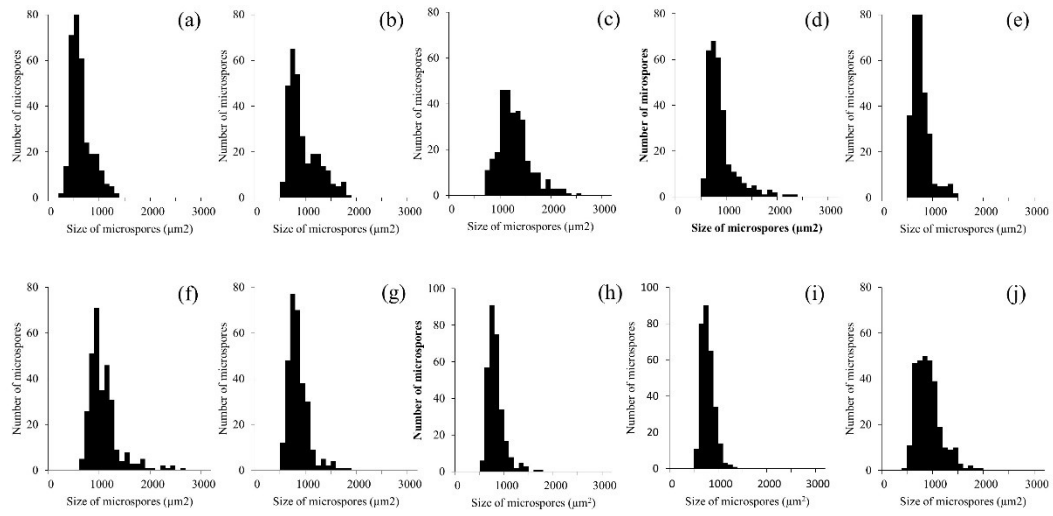 (a) (b) (c) (d) (e)
80 80 80 80 80
60 60 60 60 60
40 40 40 40 40
20 20 20 20 20
0 0 0 0 0
Number of microspores Number of microspores Number of microspores Number of mirospores Number of microspores
0 1000 2000 3000 0 1000 2000 3000 0 1000 2000 3000 0 1000 2000 3000 0 1000 2000 3000
Size of microspores (µm2) Size of microspores (µm2) Size of microspores (µm2) Size of microspores (µm2) Size of microspores (µm2)
(f) (g) (h) (i) (j)
80 80 100 100 80
60 60 80 80 60
40 40 60 60 40
20 20 40 40 20
0 0 20 20 0
0 0
Number of microspores Number of microspores Number of microspores Number of microspores Number of microspores
0 1000 2000 3000 0 1000 2000 3000 0 1000 2000 3000 0 1000 2000 3000 0 1000 2000 3000
Size of microspores (µm2) Size of microspores (µm2) Size of microspores (µm²) Size of microspores (µm²) Size of microspores (µm2)